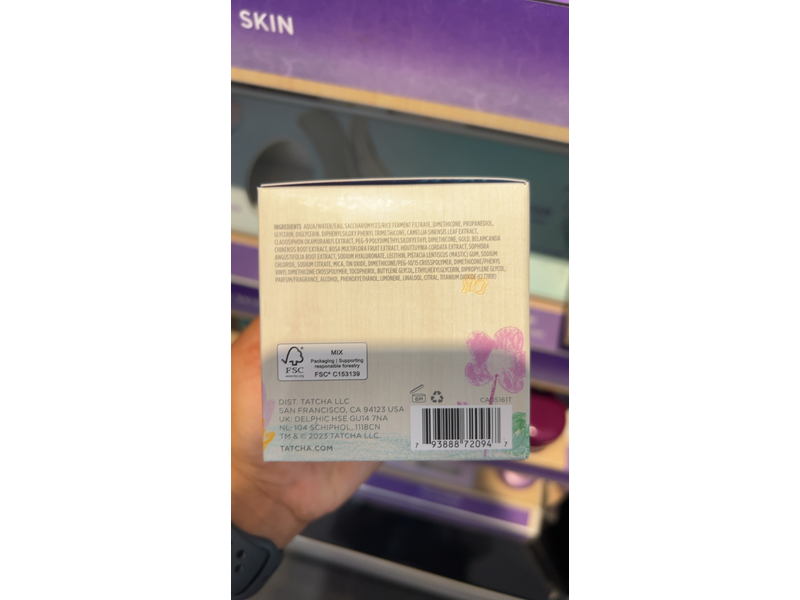 SKIN
INGREDIENTS: AQUA/WATER/EAU, SACCHAROMYCES/RICE FERMENT FILTRATE, DIMETHICONE, PROPANEDIOL,
GLYCERIN, DIGLYCERIN, DIPHENYLSILOXY PHENYL TRIMETHICONE, CAMELLIA SINENSIS LEAF EXTRACT,
CLADOSIPHON OKAMURANUS EXTRACT, PEG-9 POLYDIMETHYLSILOXYETHYL DIMETHICONE, GOLD, BELAMCANDA
CHINENSIS ROOT EXTRACT, ROSA MULTIFLORA FRUIT EXTRACT, HOUTTUYNIA CORDATA EXTRACT, SOPHORA
ANGUSTIFOLIA ROOT EXTRACT, SODIUM HYALURONATE, LECITHIN, PISTACIA LENTISCUS (MASTIC) GUM, SODIUM
CHLORIDE, SODIUM CITRATE, MICA, TIN OXIDE, DIMETHICONE/PEG-10/15 CROSSPOLYMER, DIMETHICONE/PHENYL
VINYL DIMETHICONE CROSSPOLYMER, TOCOPHEROL, BUTYLENE GLYCOL, ETHYLHEXYLGLYCERIN, DIPROPYLENE GLYCOL,
PARFUM/FRAGRANCE, ALCOHOL, PHENOXYETHANOL, LIMONENE, LINALOOL, CITRAL, TITANIUM DIOXIDE (CI 77891)
FSC
www.fsc.org
MIX
Packaging | Supporting
responsible forestry
FSC® C153139
DIST. TATCHA LLC
SAN FRANCISCO, CA 94123 USA
UK: DELPHIC HSE GU14 7NA
NL: 104 SCHIPHOL, 1118CN
TM & © 2023 TATCHA LLC
TATCHA.COM
6M
7 93888 72094 7